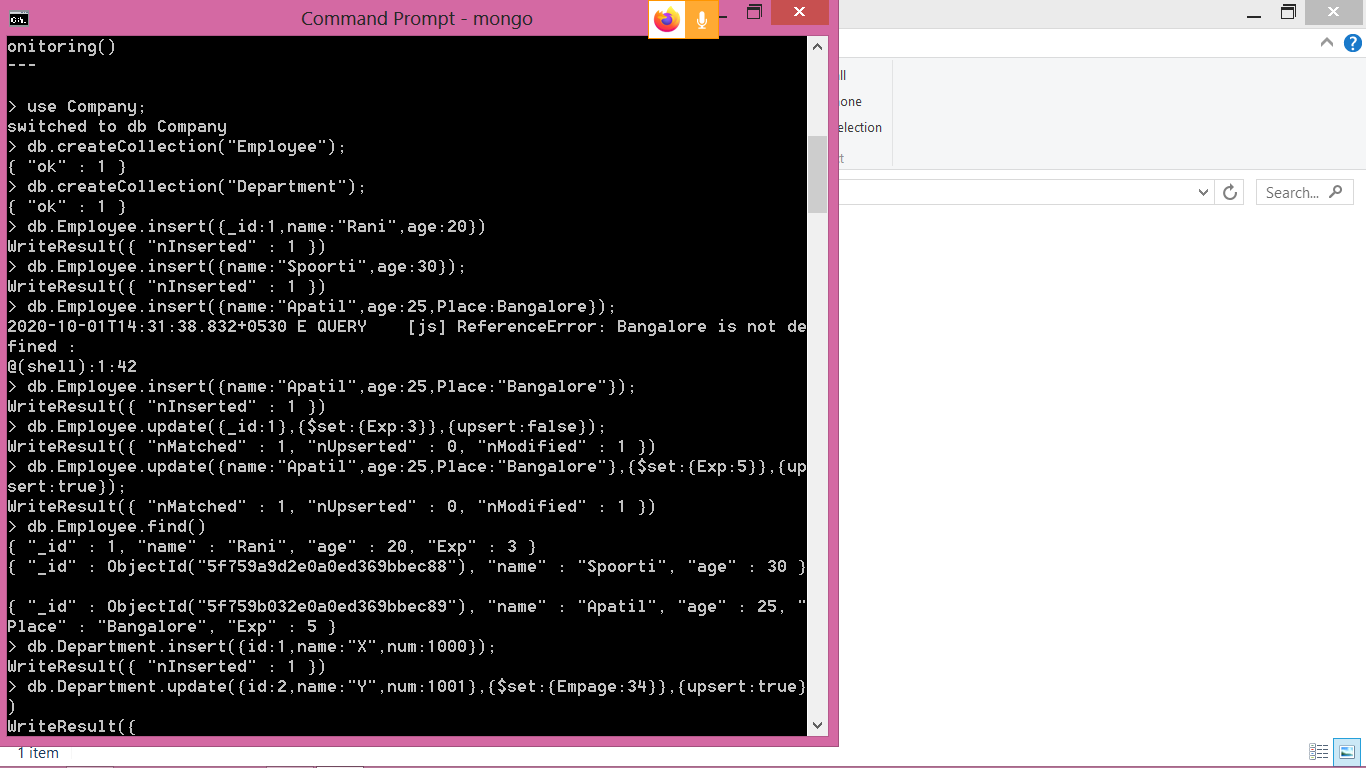 Command Prompt - mongo
onitoring()
---
> use Company;
switched to db Company
> db.createCollection("Employee");
{ "ok" : 1 }
> db.createCollection("Department");
{ "ok" : 1 }
> db.Employee.insert({_id:1,name:"Rani",age:20})
WriteResult({ "nInserted" : 1 })
> db.Employee.insert({name:"Spoorti",age:30});
WriteResult({ "nInserted" : 1 })
> db.Employee.insert({name:"Apatil",age:25,Place:Bangalore});
2020-10-01T14:31:38.832+0530 E QUERY    [js] ReferenceError: Bangalore is not de
fined :
@(shell):1:42
> db.Employee.insert({name:"Apatil",age:25,Place:"Bangalore"});
WriteResult({ "nInserted" : 1 })
> db.Employee.update({_id:1},{$set:{Exp:3}},{upsert:false});
WriteResult({ "nMatched" : 1, "nUpserted" : 0, "nModified" : 1 })
> db.Employee.update({name:"Apatil",age:25,Place:"Bangalore"},{$set:{Exp:5}},{up
sert:true});
WriteResult({ "nMatched" : 1, "nUpserted" : 0, "nModified" : 1 })
> db.Employee.find()
{ "_id" : 1, "name" : "Rani", "age" : 20, "Exp" : 3 }
{ "_id" : ObjectId("5f759a9d2e0a0ed369bbec88"), "name" : "Spoorti", "age" : 30 }
{ "_id" : ObjectId("5f759b032e0a0ed369bbec89"), "name" : "Apatil", "age" : 25, "
Place" : "Bangalore", "Exp" : 5 }
> db.Department.insert({id:1,name:"X",num:1000});
WriteResult({ "nInserted" : 1 })
> db.Department.update({id:2,name:"Y",num:1001},{$set:{Empage:34}},{upsert:true}
)
WriteResult({
ll
one
election
t
Search...
1 item